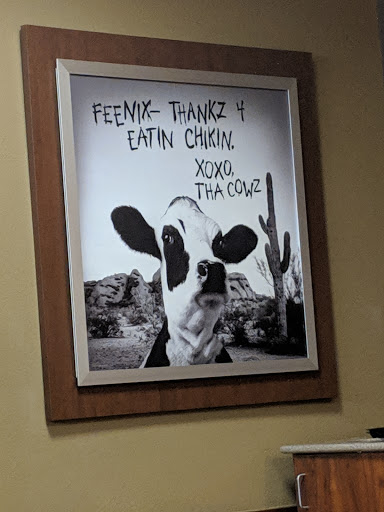 FEENIX— THANKZ 4
EATIN CHIKIN.
XOXO,
THA COWZ